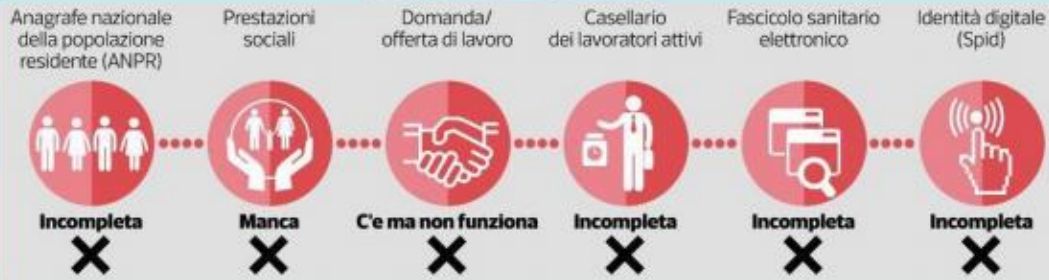 Anagrafe nazionale
della popolazione
residente (ANPR)
Incompleta
Prestazioni
sociali
Manca
Domanda/
offerta di lavoro
C'e ma non funziona
Casellario
dei lavoratori attivi
Incompleta
Fascicolo sanitario
elettronico
Incompleta
Identità digitale
(Spid)
Incompleta